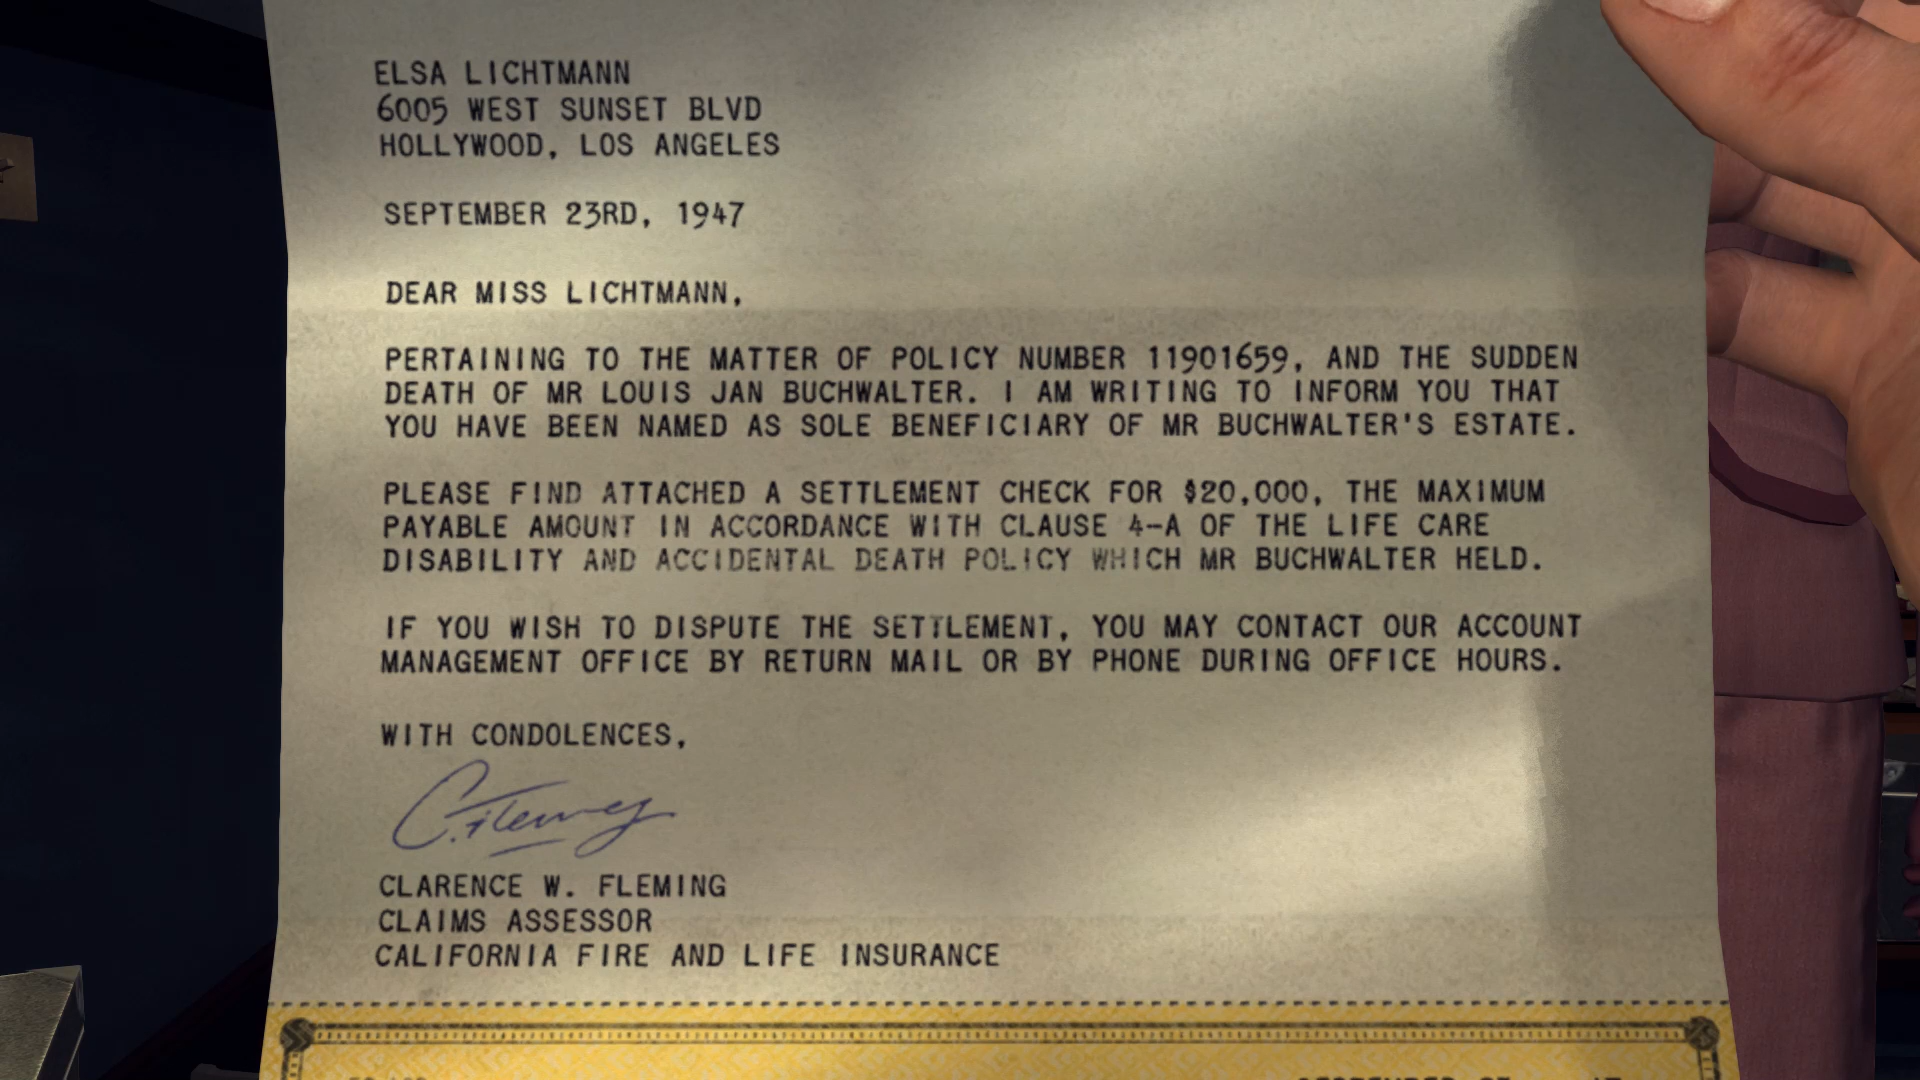 ELSA LICHTMANN
6005 WEST SUNSET BLVD
HOLLYWOOD, LOS ANGELES
SEPTEMBER 23RD, 1947
DEAR MISS LICHTMANN,
PERTAINING TO THE MATTER OF POLICY NUMBER 11901659, AND THE SUDDEN
DEATH OF MR LOUIS JAN BUCHWALTER. I AM WRITING TO INFORM YOU THAT
YOU HAVE BEEN NAMED AS SOLE BENEFICIARY OF MR BUCHWALTER'S ESTATE.
PLEASE FIND ATTACHED A SETTLEMENT CHECK FOR $20,000, THE MAXIMUM
PAYABLE AMOUNT IN ACCORDANCE WITH CLAUSE 4-A OF THE LIFE CARE
DISABILITY AND ACCIDENTAL DEATH POLICY WHICH MR BUCHWALTER HELD.
IF YOU WISH TO DISPUTE THE SETTLEMENT, YOU MAY CONTACT OUR ACCOUNT
MANAGEMENT OFFICE BY RETURN MAIL OR BY PHONE DURING OFFICE HOURS.
WITH CONDOLENCES,
CLARENCE W. FLEMING
CLAIMS ASSESSOR
CALIFORNIA FIRE AND LIFE INSURANCE